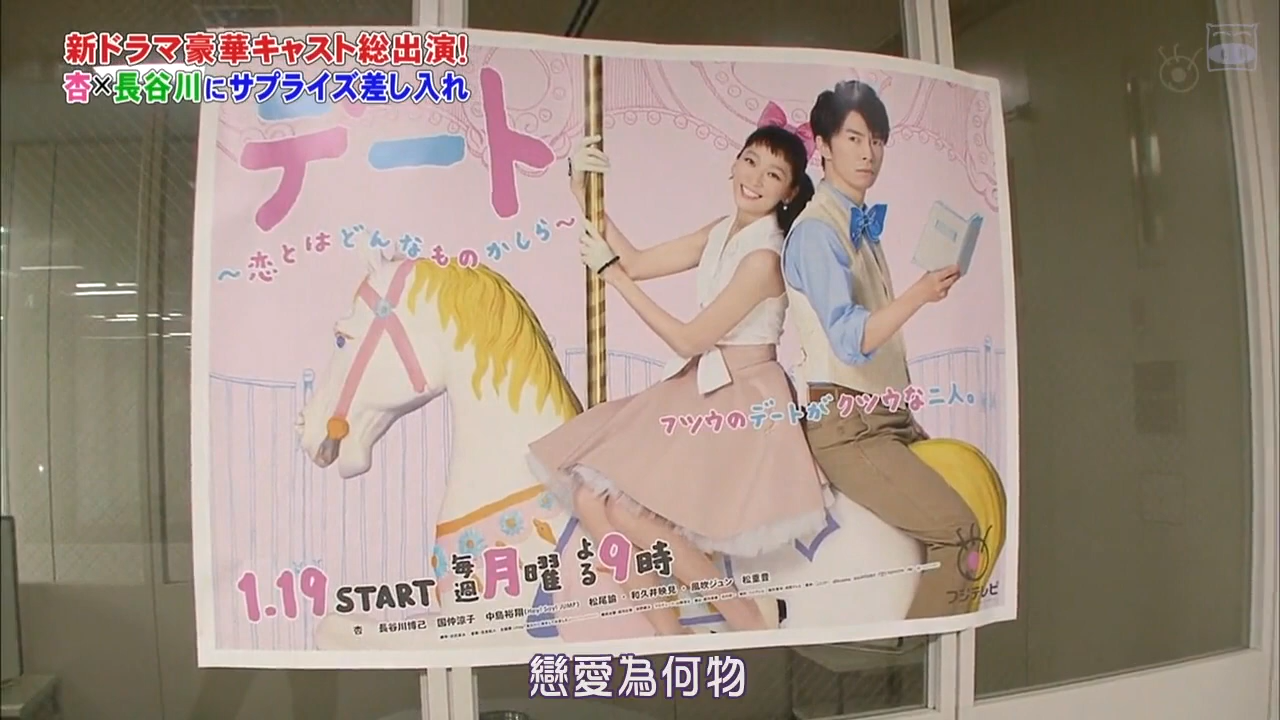 新ドラマ豪華キャスト総出演!
杏×長谷川にサプライズ差し入れ
デート
~恋とはどんなものかしら~
フツウのデートがクツウな二人。
1.19 START 毎週月曜よる9時
杏 長谷川博己 国仲涼子 中島裕翔(Hey! Say! JUMP) 松尾諭・和久井映見・風吹ジュン 松重豊
フジテレビ
戀愛為何物